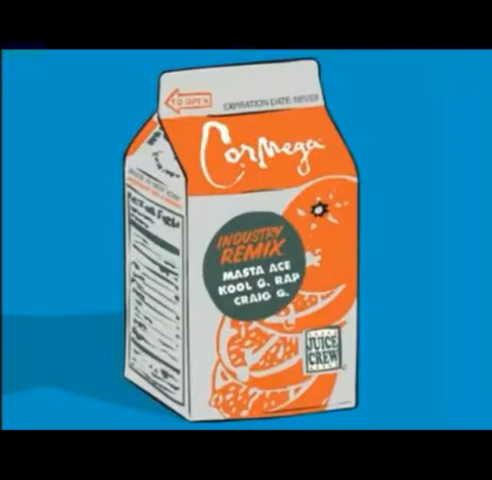 TO OPEN
EXPIRATION DATE: NEVER
CorMega
INDUSTRY
REMIX
MASTA ACE
KOOL G. RAP
CRAIG G.
JUICE
CREW